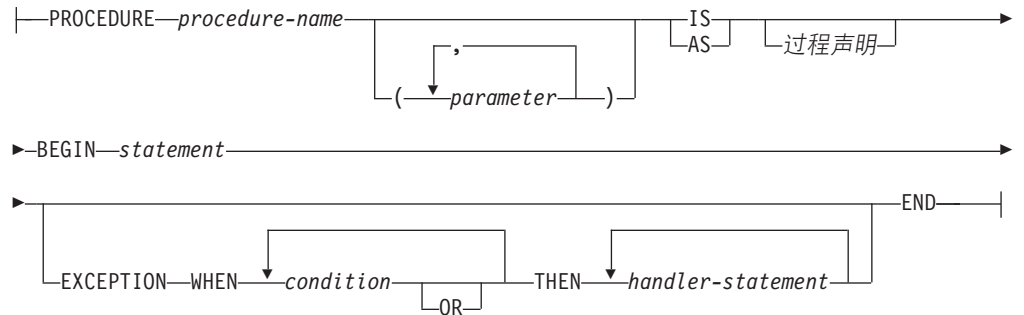 PROCEDURE procedure-name IS
, AS 过程声明
( parameter )
BEGIN statement
END
EXCEPTION WHEN condition THEN handler-statement
OR